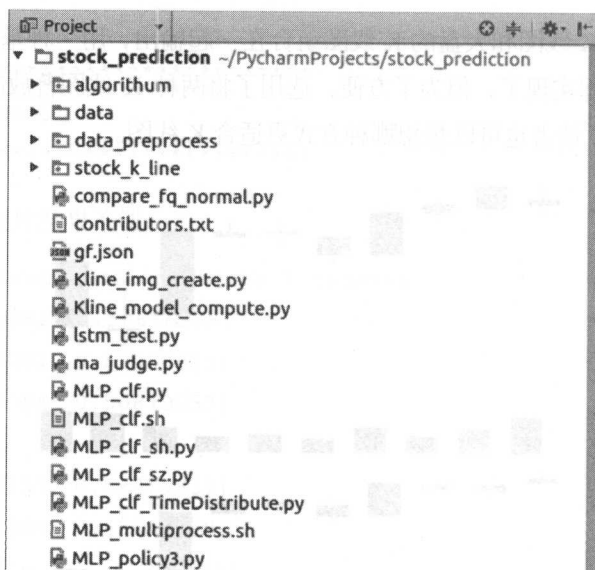 Project
stock_prediction ~/PycharmProjects/stock_prediction
algorithum
data
data_preprocess
stock_k_line
compare_fq_normal.py
contributors.txt
gf.json
Kline_img_create.py
Kline_model_compute.py
lstm_test.py
ma_judge.py
MLP_clf.py
MLP_clf.sh
MLP_clf_sh.py
MLP_clf_sz.py
MLP_clf_TimeDistribute.py
MLP_multiprocess.sh
MLP_policy3.py